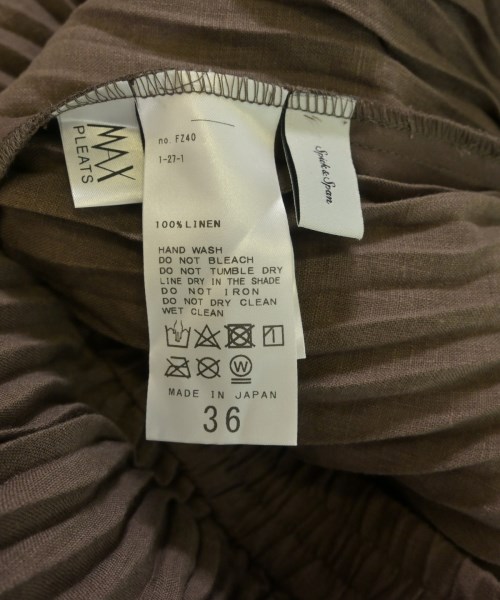 MAX
PLEATS
no. FZ40
1-27-1
100%LINEN
HAND WASH
DO NOT BLEACH
DO NOT TUMBLE DRY
LINE DRY IN THE SHADE
DO NOT IRON
DO NOT DRY CLEAN
WET CLEAN
W
MADE IN JAPAN
36
Spick & Span